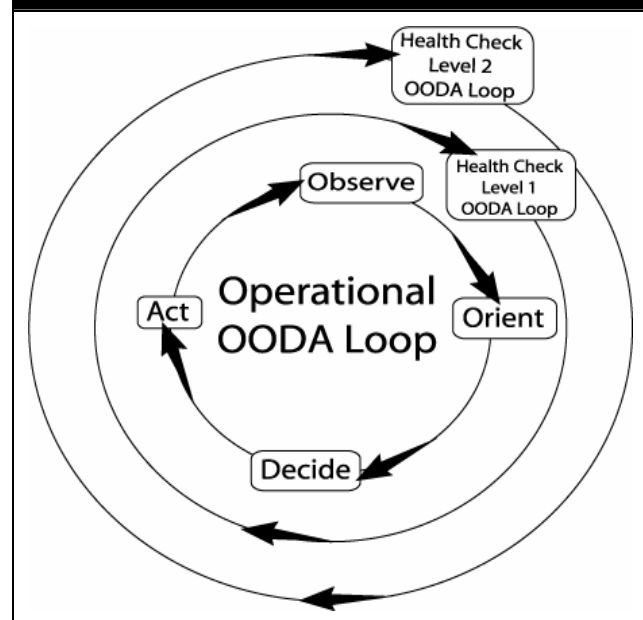 Health Check
Level 2
OODA Loop
Health Check
Level 1
OODA Loop
Observe
Operational
OODA Loop
Act
Orient
Decide